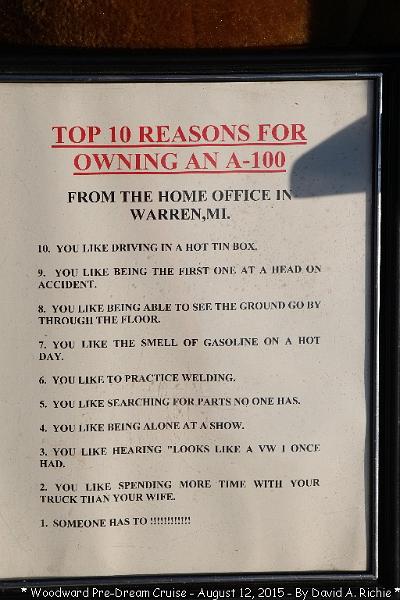 TOP 10 REASONS FOR
OWNING AN A-100
FROM THE HOME OFFICE IN
WARREN,MI.
10. YOU LIKE DRIVING IN A HOT TIN BOX.
9. YOU LIKE BEING THE FIRST ONE AT A HEAD ON
ACCIDENT.
8. YOU LIKE BEING ABLE TO SEE THE GROUND GO BY
THROUGH THE FLOOR.
7. YOU LIKE THE SMELL OF GASOLINE ON A HOT
DAY.
6. YOU LIKE TO PRACTICE WELDING.
5. YOU LIKE SEARCHING FOR PARTS NO ONE HAS.
4. YOU LIKE BEING ALONE AT A SHOW.
3. YOU LIKE HEARING "LOOKS LIKE A VW I ONCE
HAD.
2. YOU LIKE SPENDING MORE TIME WITH YOUR
TRUCK THAN YOUR WIFE.
1. SOMEONE HAS TO !!!!!!!!!!!!
* Woodward Pre-Dream Cruise - August 12, 2015 - By David A. Richie *